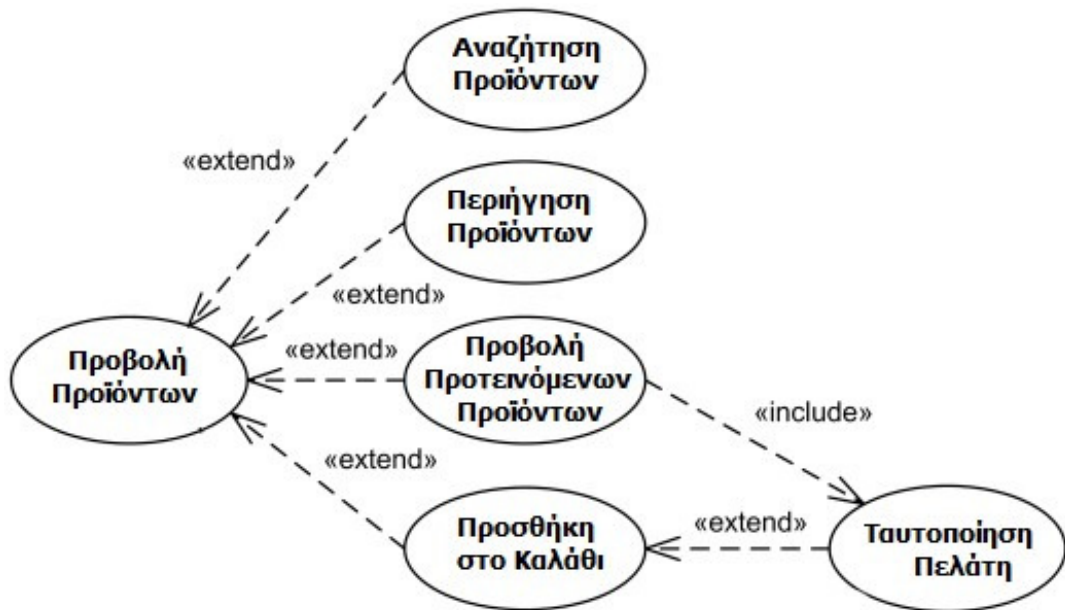 Αναζήτηση
Προϊόντων
«extend»
Περιήγηση
Προϊόντων
«extend»
Προβολή
Προϊόντων
«extend»
Προβολή
Προτεινόμενων
Προϊόντων
«include»
«extend»
Προσθήκη
στο Καλάθι
«extend»
Ταυτοποίηση
Πελάτη